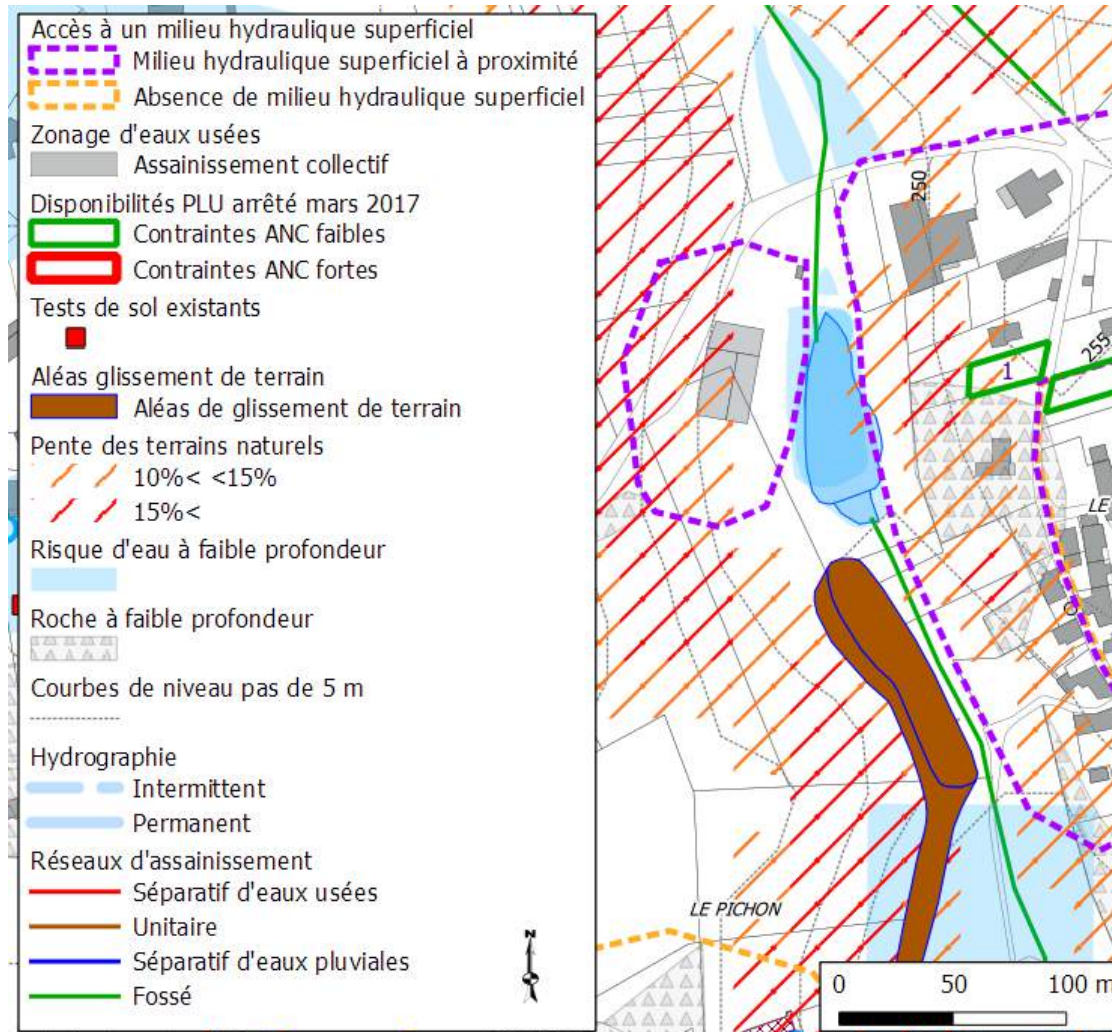 Accès à un milieu hydraulique superficiel
Milieu hydraulique superficiel à proximité
Absence de milieu hydraulique superficiel
Zonage d'eaux usées
Assainissement collectif
Disponibilités PLU arrêté mars 2017
Contraintes ANC faibles
Contraintes ANC fortes
Tests de sol existants
Aléas glissement de terrain
Aléas de glissement de terrain
Pente des terrains naturels
10%< <15%
15%<
Risque d'eau à faible profondeur
Roche à faible profondeur
Courbes de niveau pas de 5 m
Hydrographie
Intermittent
Permanent
Réseaux d'assainissement
Séparatif d'eaux usées
Unitaire
Séparatif d'eaux pluviales
Fossé
N
250
255
1
LE
LE PICHON
0 50 100 m